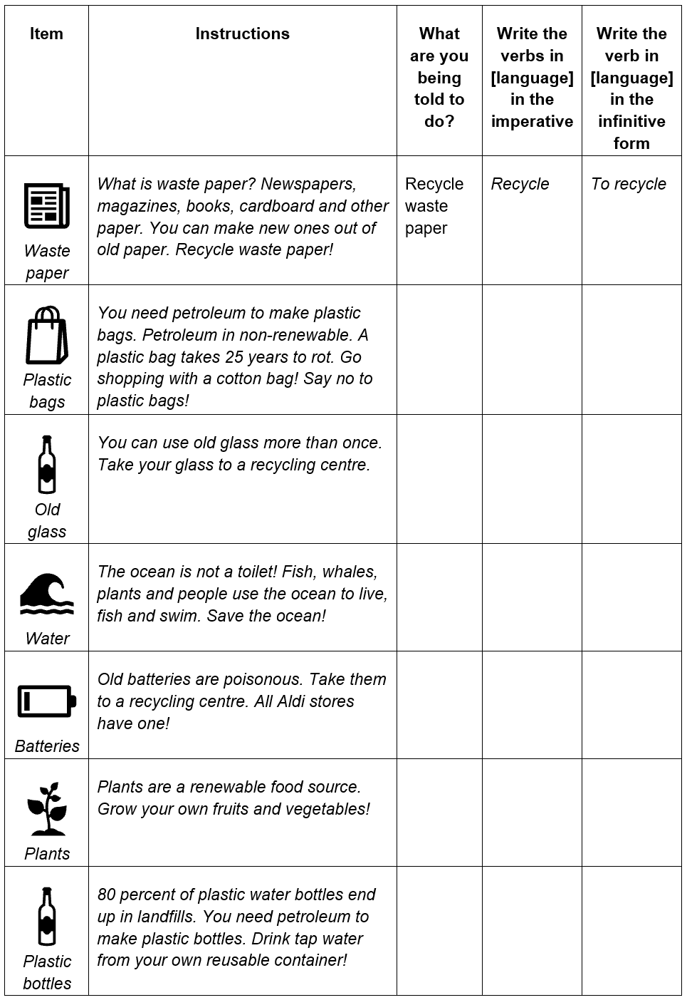 Item
Instructions
What
are you
being
told to
do?
Write the
verbs in
[language]
in the
imperative
Write the
verb in
[language]
in the
infinitive
form
Waste
paper
What is waste paper? Newspapers,
magazines, books, cardboard and other
paper. You can make new ones out of
old paper. Recycle waste paper!
Recycle
waste
paper
Recycle
To recycle
Plastic
bags
You need petroleum to make plastic
bags. Petroleum in non-renewable. A
plastic bag takes 25 years to rot. Go
shopping with a cotton bag! Say no to
plastic bags!
Old
glass
You can use old glass more than once.
Take your glass to a recycling centre.
Water
The ocean is not a toilet! Fish, whales,
plants and people use the ocean to live,
fish and swim. Save the ocean!
Batteries
Old batteries are poisonous. Take them
to a recycling centre. All Aldi stores
have one!
Plants
Plants are a renewable food source.
Grow your own fruits and vegetables!
Plastic
bottles
80 percent of plastic water bottles end
up in landfills. You need petroleum to
make plastic bottles. Drink tap water
from your own reusable container!